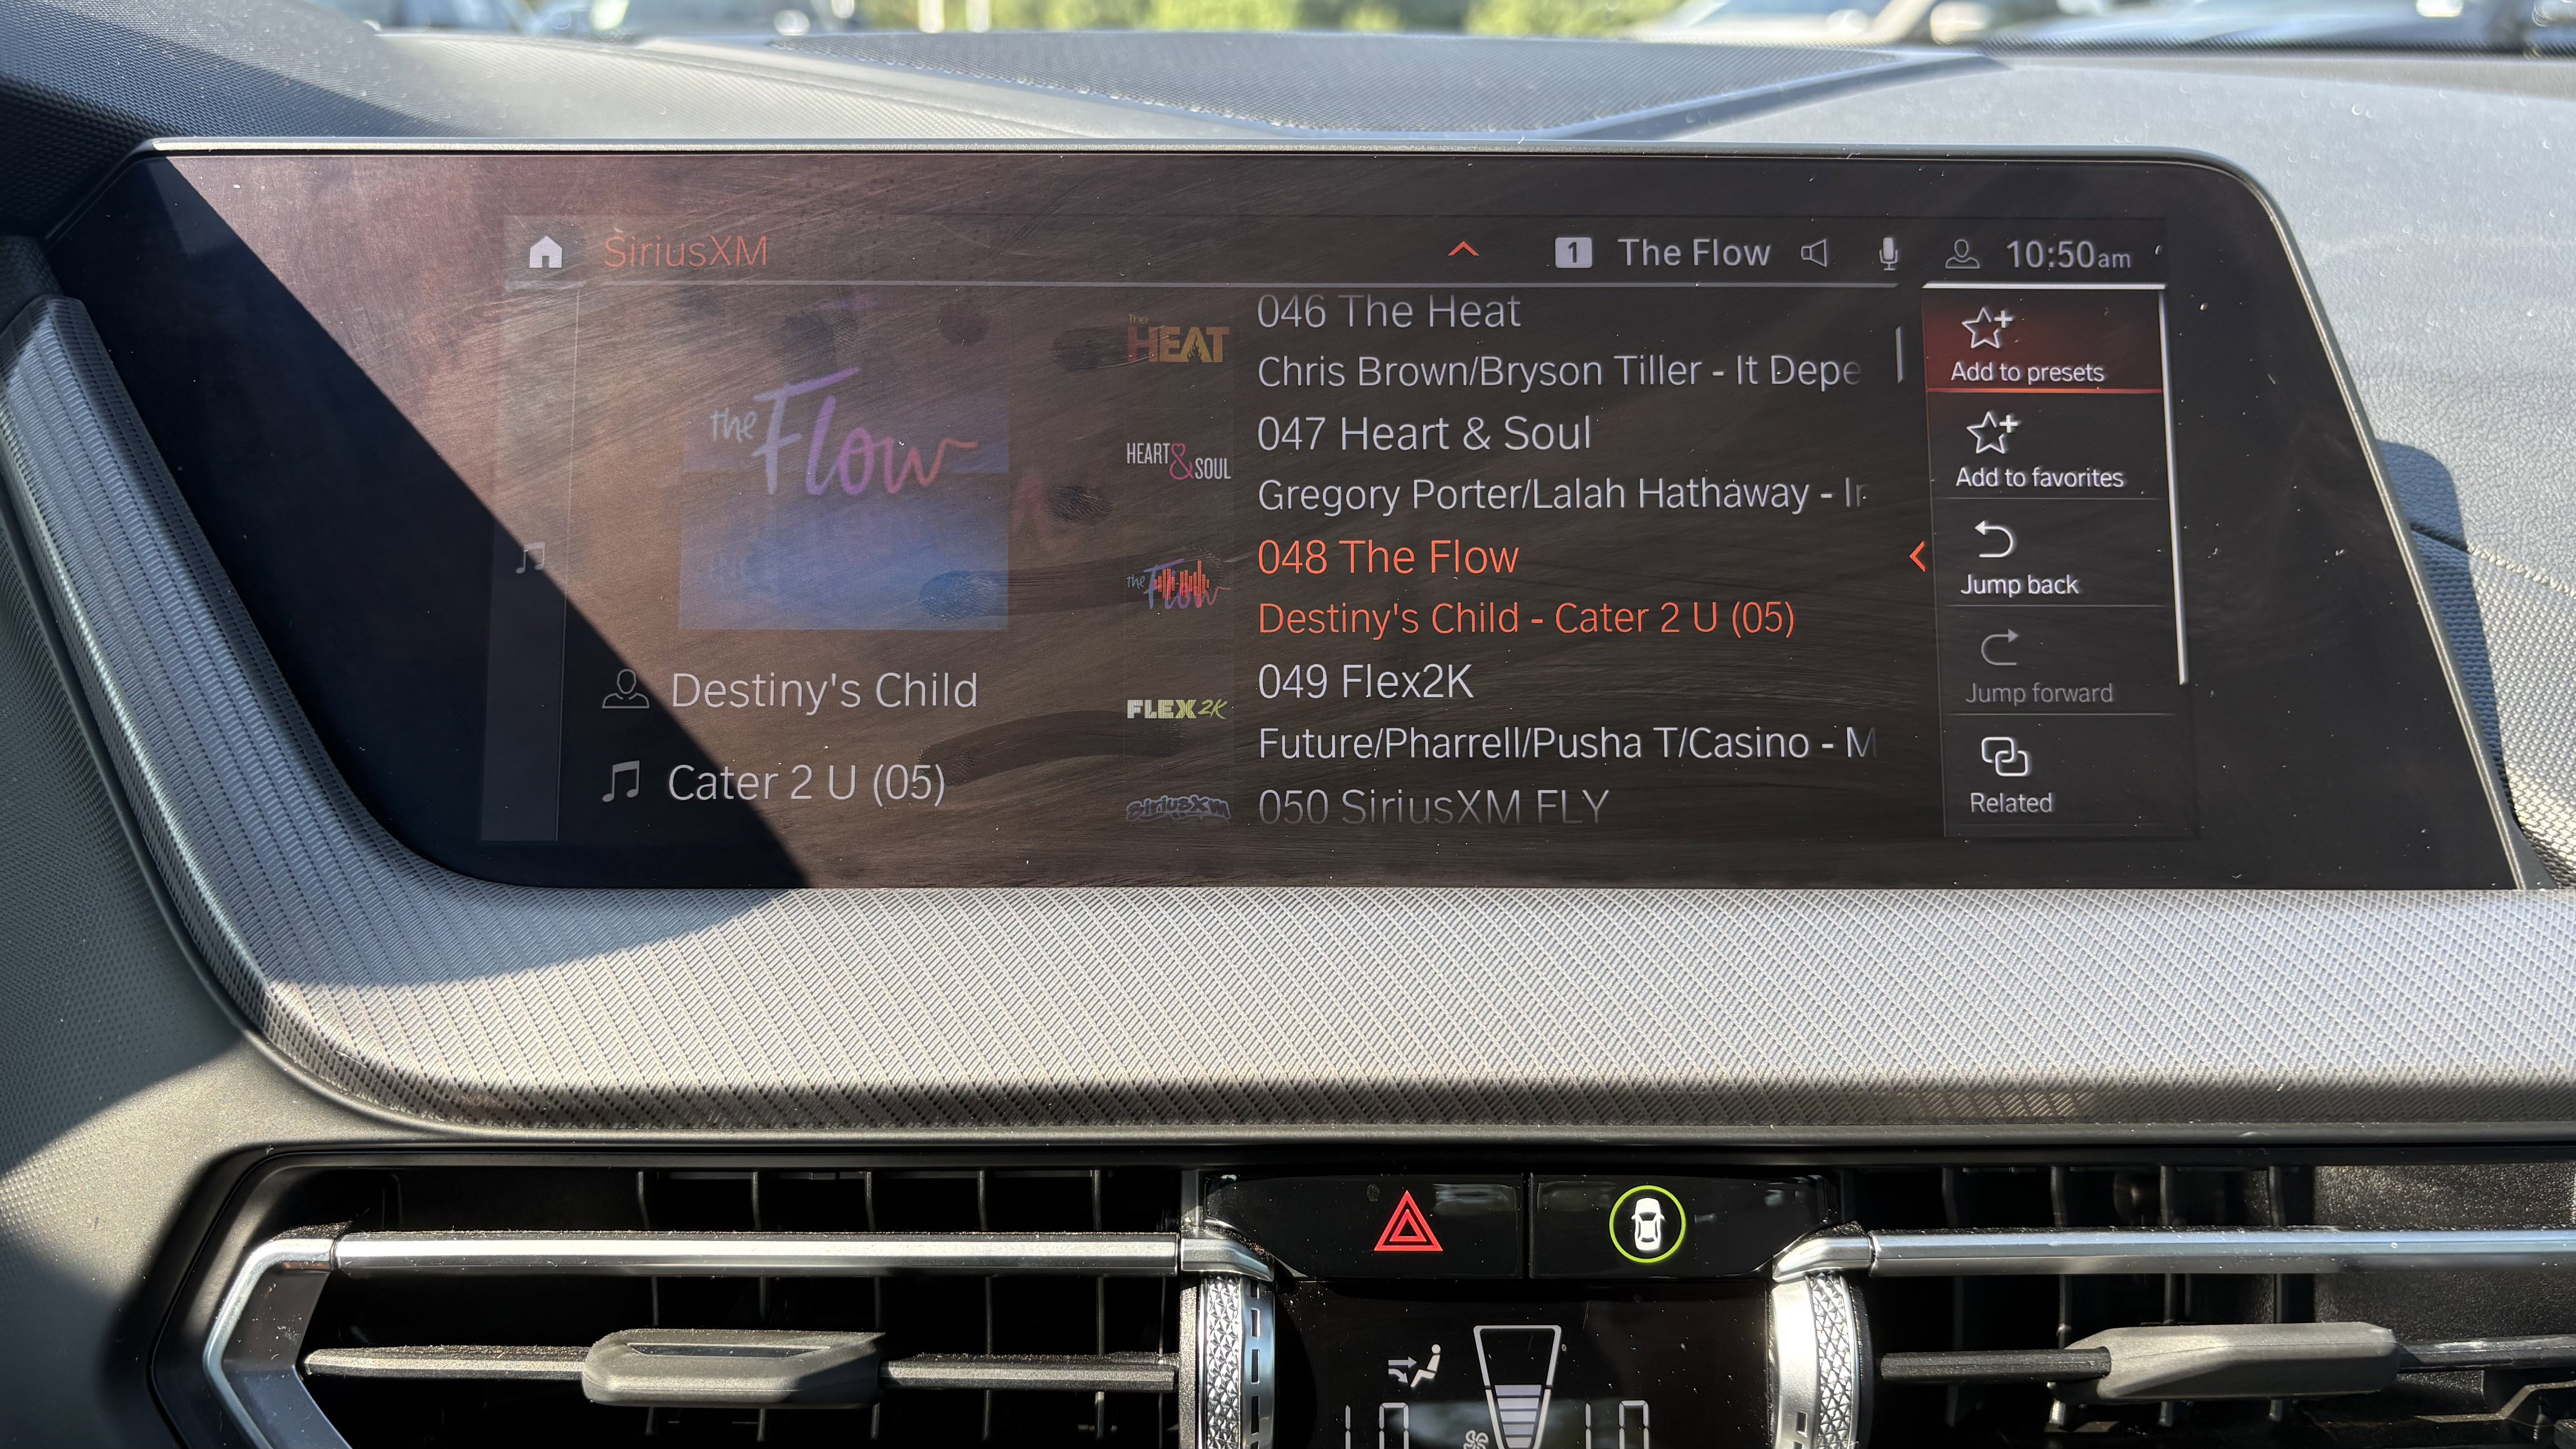 SiriusXM
1 The Flow 10:50am
the Flow
Destiny's Child
Cater 2 U (05)
The HEAT
046 The Heat
Chris Brown/Bryson Tiller - It Depe
HEART & SOUL
047 Heart & Soul
Gregory Porter/Lalah Hathaway - In
the Flow
048 The Flow
Destiny's Child - Cater 2 U (05)
FLEX 2K
049 Flex2K
Future/Pharrell/Pusha T/Casino - M
SiriusXM
050 SiriusXM FLY
Add to presets
Add to favorites
Jump back
Jump forward
Related